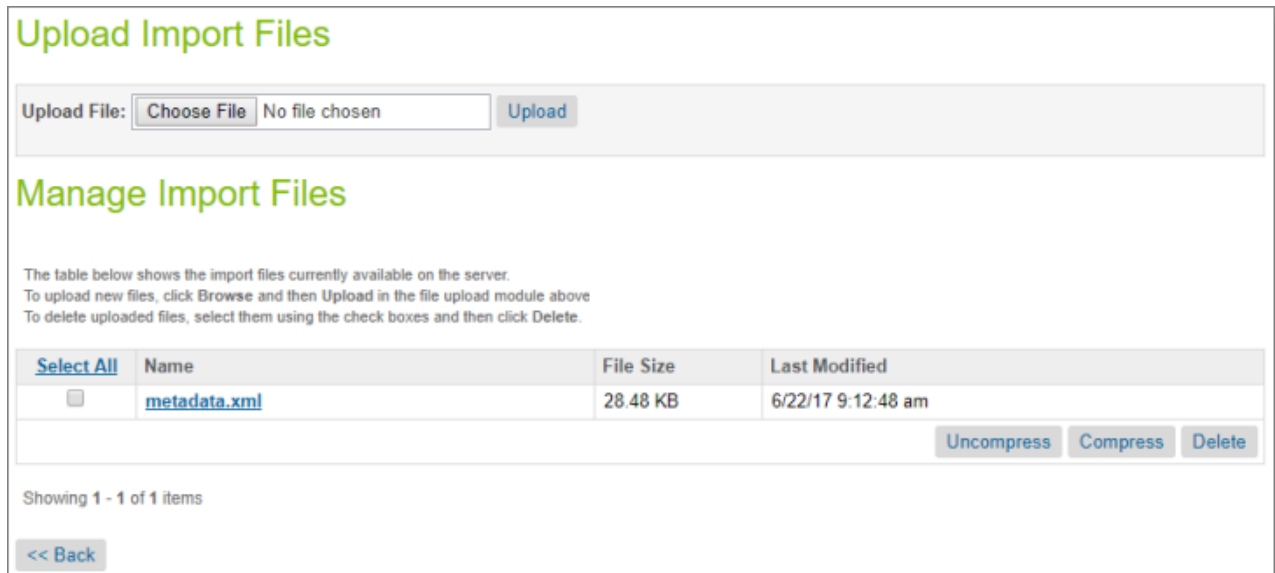 Upload Import Files
Upload File: Choose File No file chosen Upload
Manage Import Files
The table below shows the import files currently available on the server.
To upload new files, click Browse and then Upload in the file upload module above
To delete uploaded files, select them using the check boxes and then click Delete.
Select All Name File Size Last Modified
metadata.xml 28.48 KB 6/22/17 9:12:48 am
Uncompress Compress Delete
Showing 1 - 1 of 1 items
<< Back